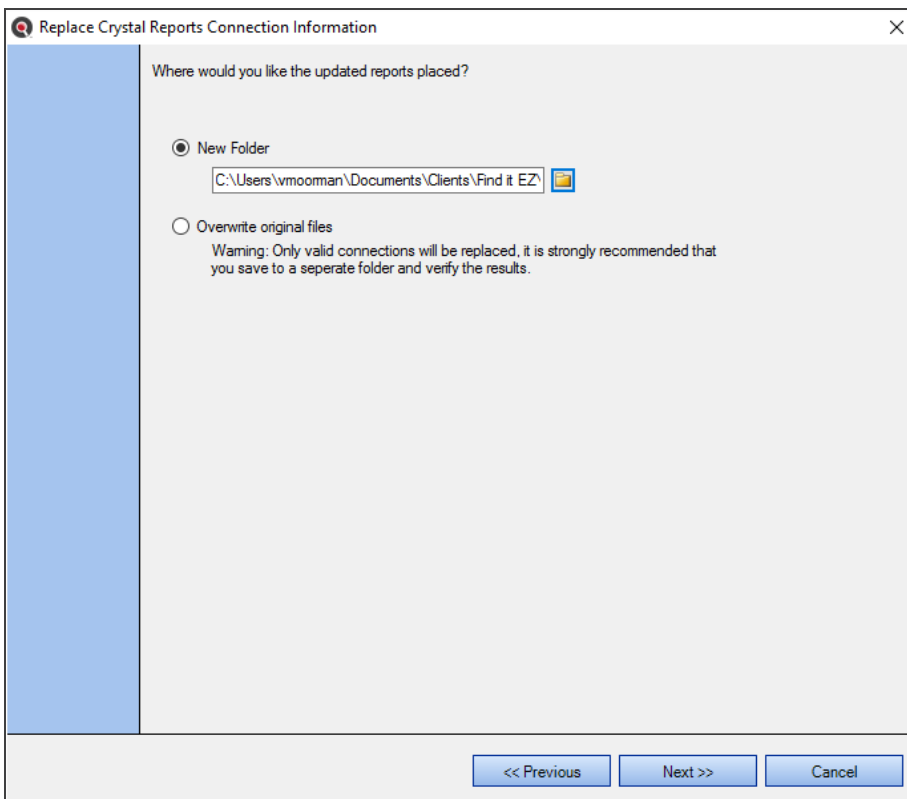 Replace Crystal Reports Connection Information
Where would you like the updated reports placed?
New Folder
C:\Users\vmoorman\Documents\Clients\Find it EZ\
Overwrite original files
Warning: Only valid connections will be replaced, it is strongly recommended that
you save to a seperate folder and verify the results.
<< Previous
Next >>
Cancel